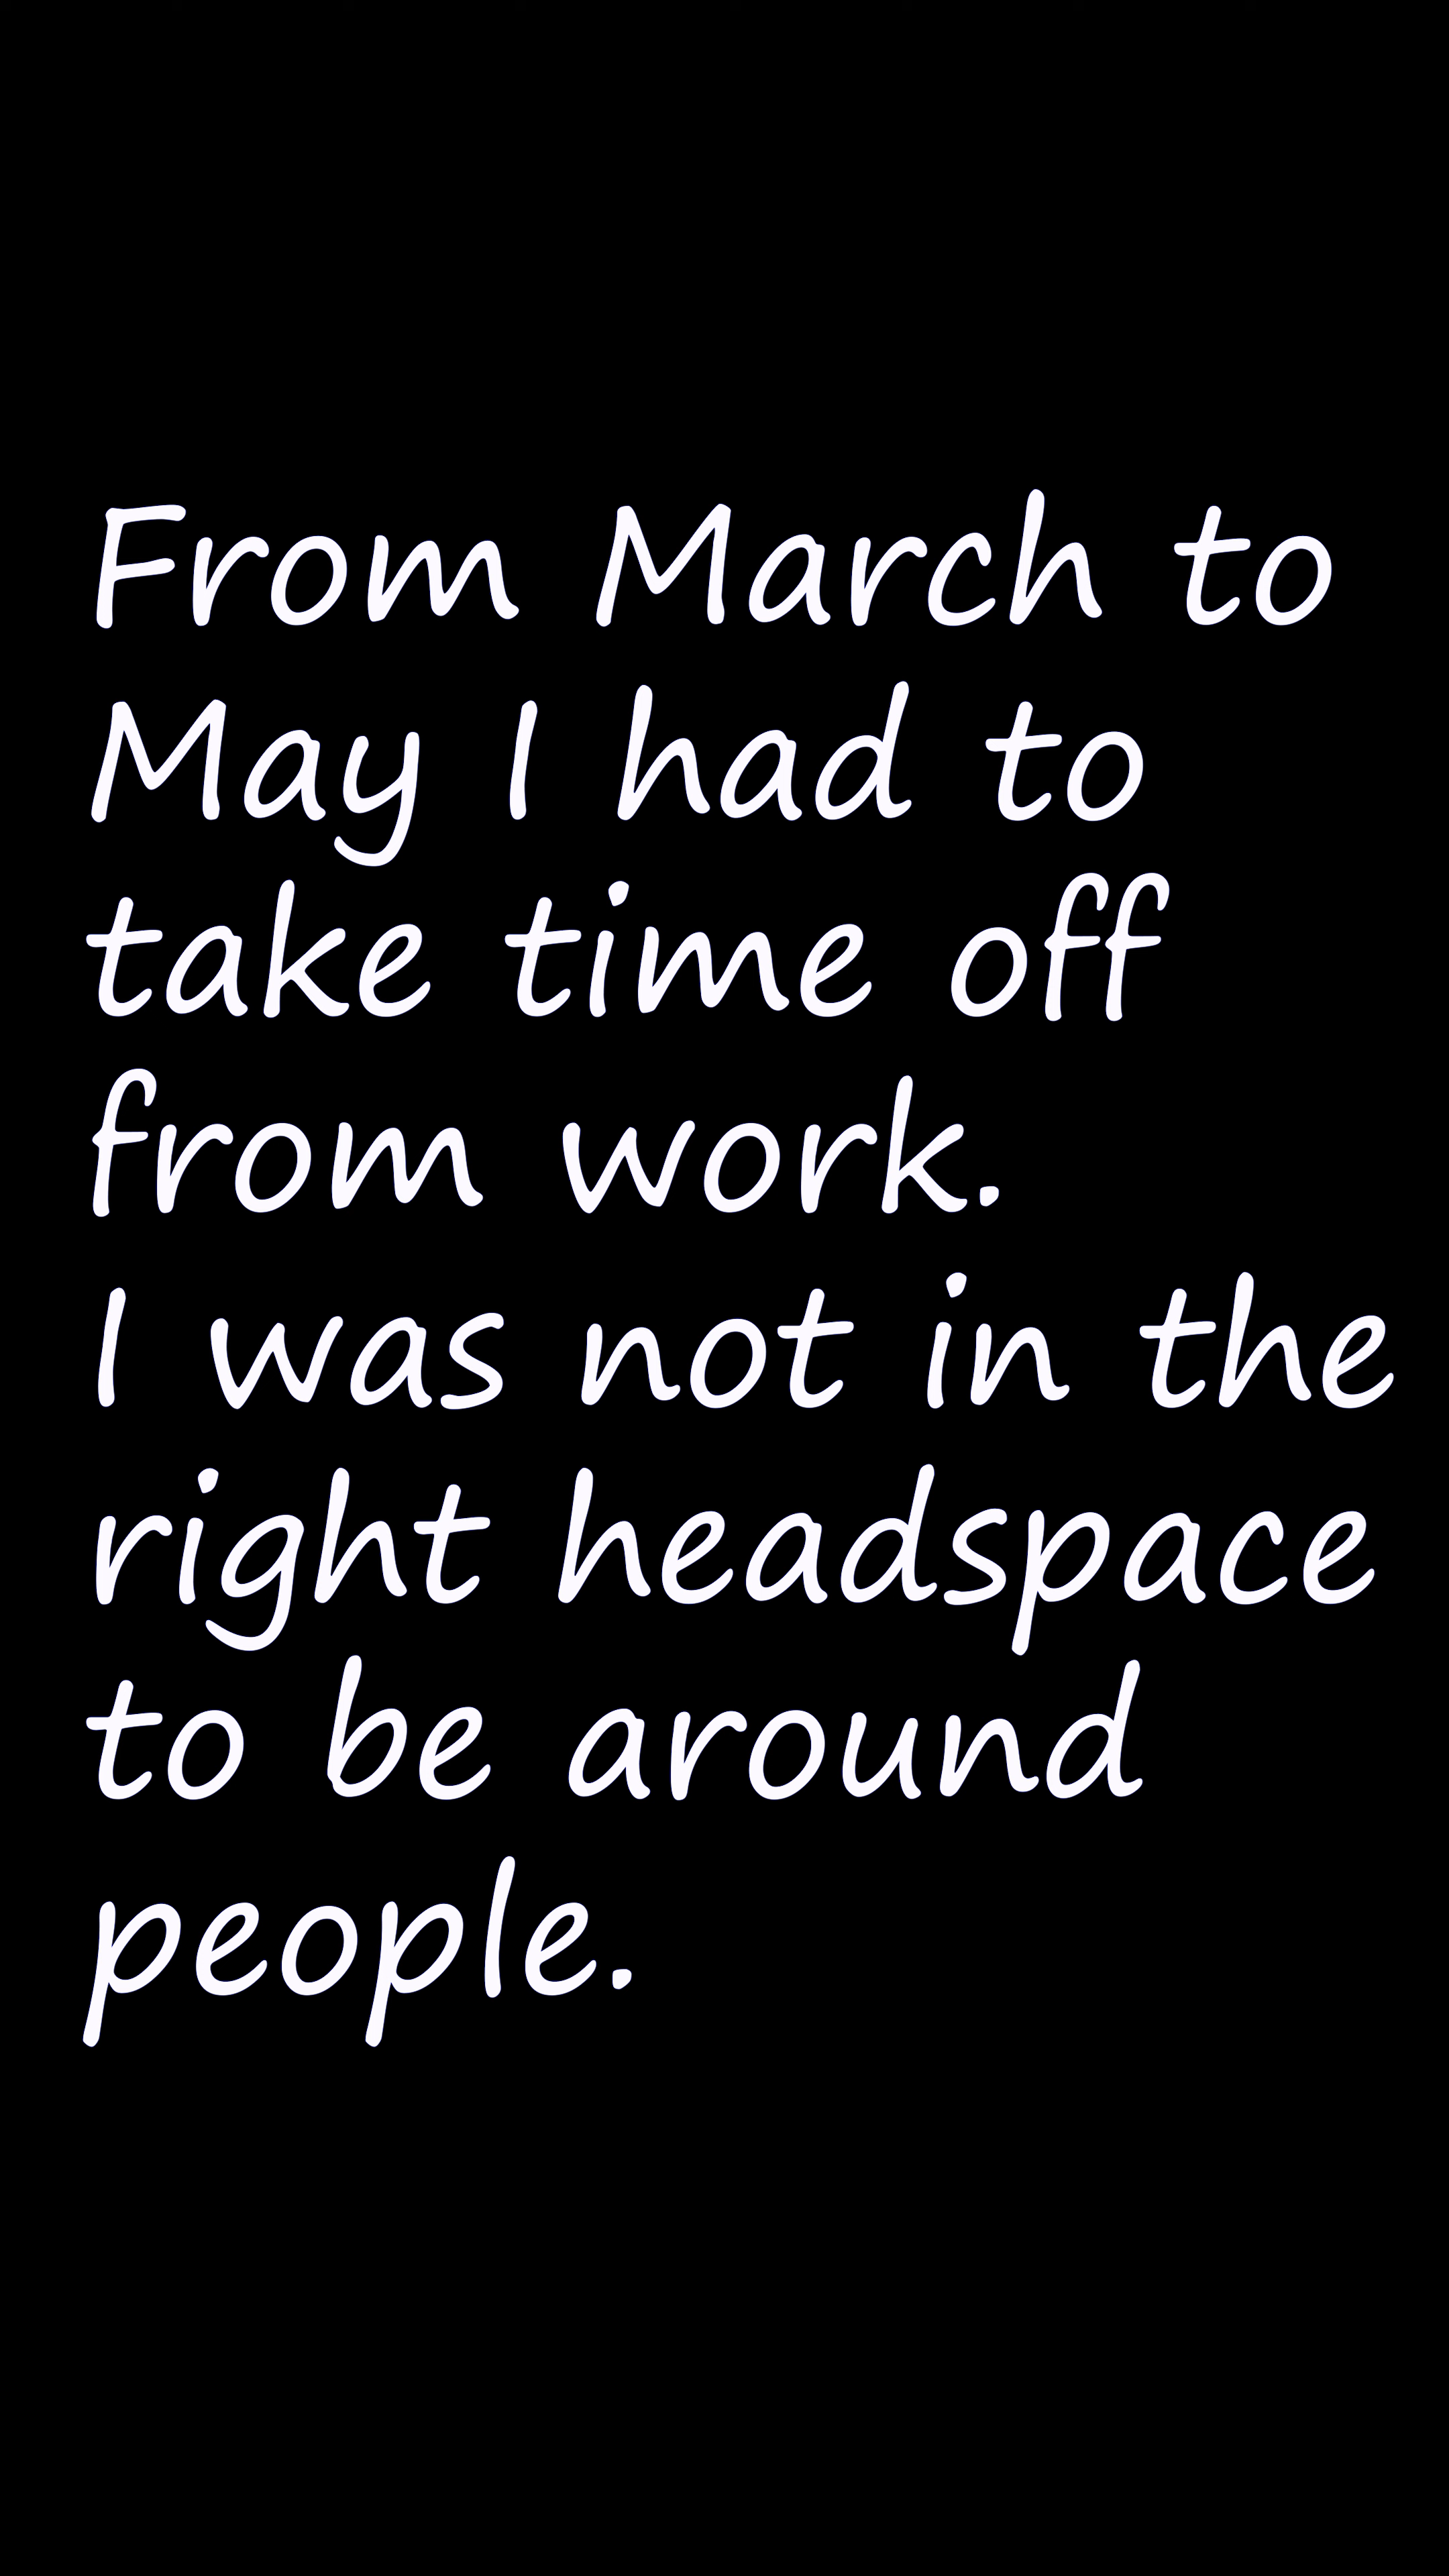 From March to
May I had to
take time off
from work.
I was not in the
right headspace
to be around
people.